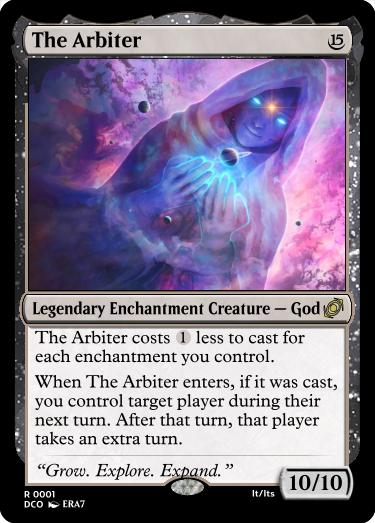 The Arbiter 15
Legendary Enchantment Creature — God
The Arbiter costs 1 less to cast for
each enchantment you control.
When The Arbiter enters, if it was cast,
you control target player during their
next turn. After that turn, that player
takes an extra turn.
“Grow. Explore. Expand.”
10/10
R 0001 It/Its
DCO ERA7